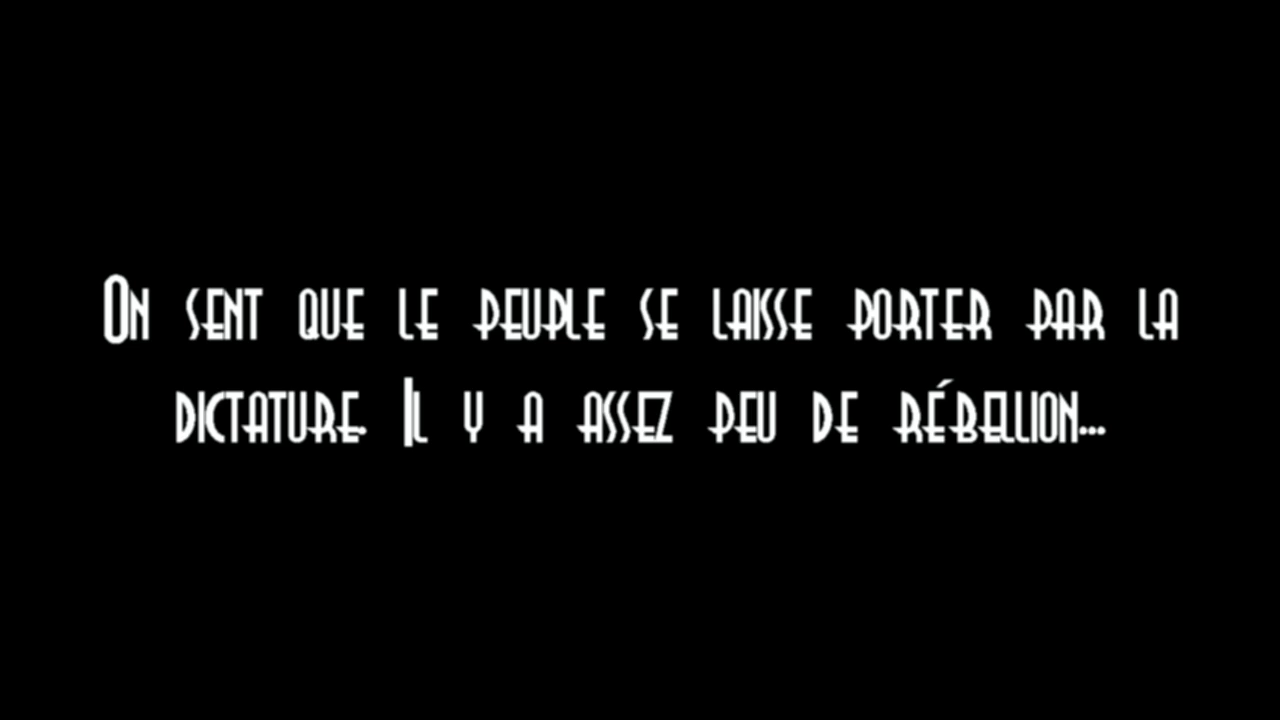 On sent que le peuple se laisse porter par la
dictature. Il y a assez peu de rébellion...